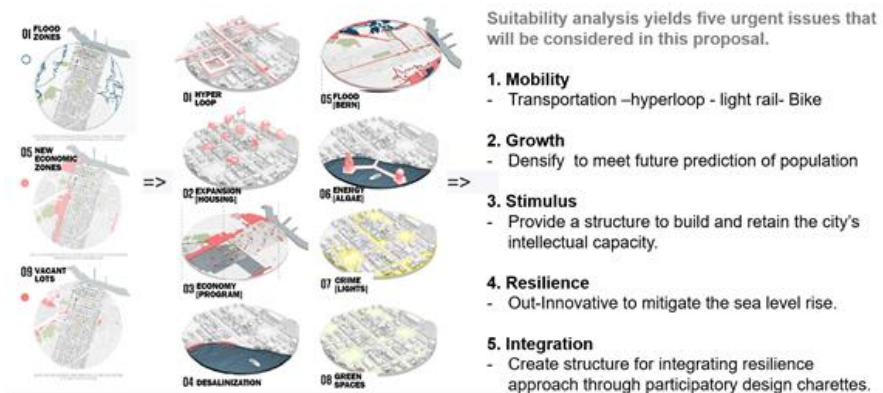 01 FLOOD
ZONES
05 NEW
ECONOMIC
ZONES
09 VACANT
LOTS
=>
01 HYPER
LOOP
02 EXPANSION
[HOUSING]
03 ECONOMY
[PROGRAM]
04 DESALINIZATION
05 FLOOD
[BERN]
06 ENERGY
[ALGAE]
07 CRIME
[LIGHTS]
08 GREEN
SPACES
=>
Suitability analysis yields five urgent issues that
will be considered in this proposal.
1. Mobility
- Transportation –hyperloop - light rail- Bike
2. Growth
- Densify to meet future prediction of population
3. Stimulus
- Provide a structure to build and retain the city's
intellectual capacity.
4. Resilience
- Out-Innovative to mitigate the sea level rise.
5. Integration
- Create structure for integrating resilience
approach through participatory design charettes.